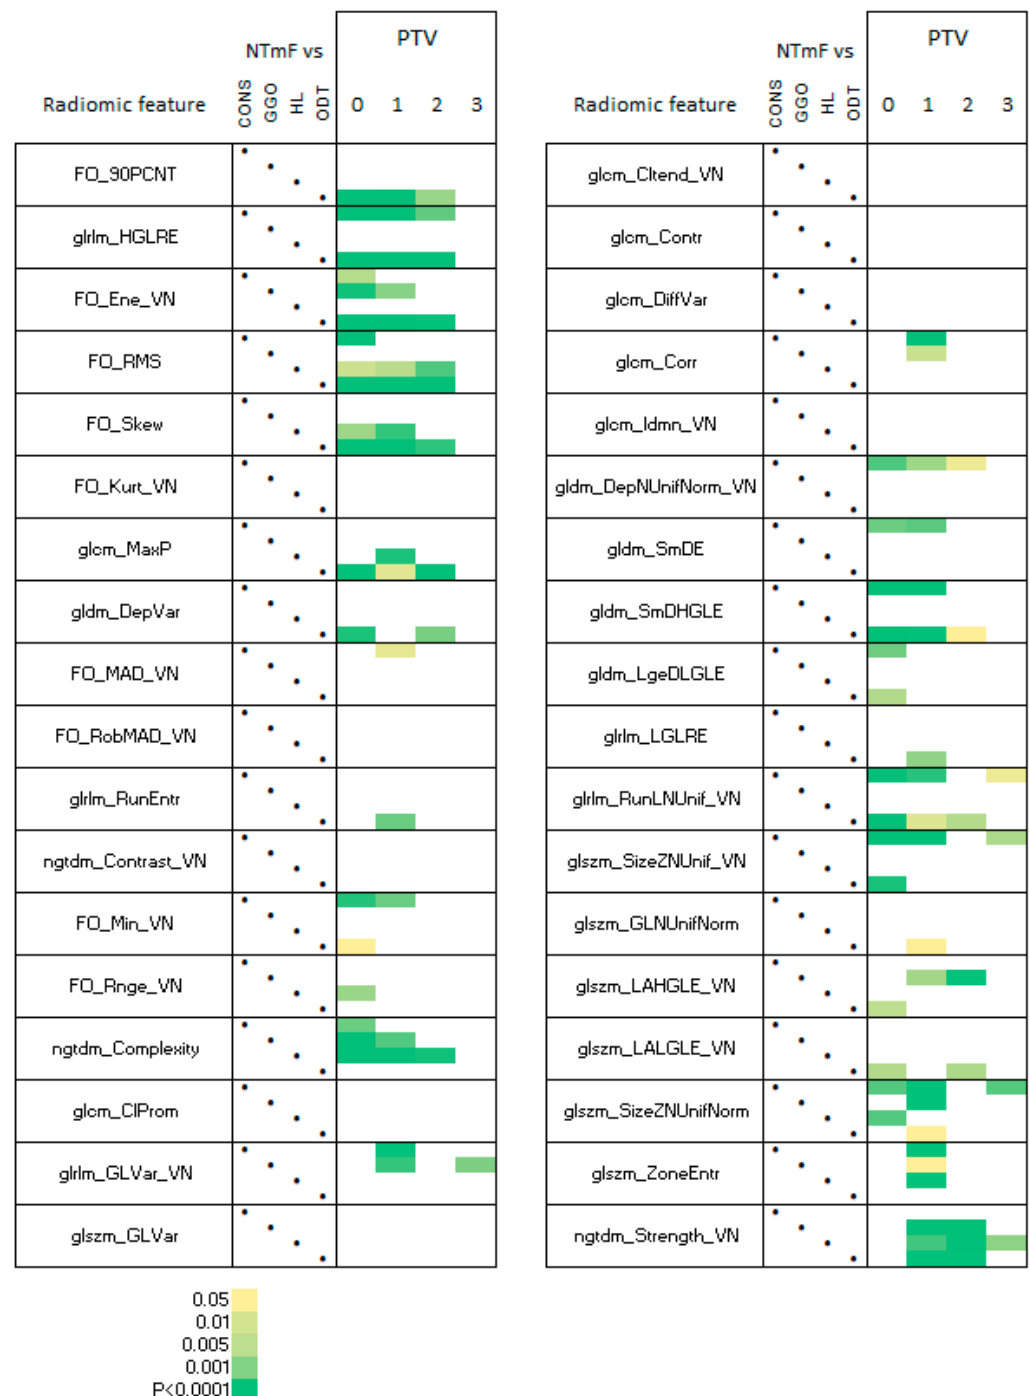 NTmF vs
PTV
Radiomic feature
CONS
GGO
HL
ODT
0 1 2 3
FO_90PCNT
glrlm_HGLRE
FO_Ene_VN
FO_RMS
FO_Skew
FO_Kurt_VN
glcm_MaxP
gldm_DepVar
FO_MAD_VN
FO_RobMAD_VN
glrlm_RunEntr
ngtdm_Contrast_VN
FO_Min_VN
FO_Rnge_VN
ngtdm_Complexity
glcm_ClProm
glrlm_GLVar_VN
glszm_GLVar
NTmF vs
PTV
Radiomic feature
CONS
GGO
HL
ODT
0 1 2 3
glcm_Cltend_VN
glcm_Contr
glcm_DiffVar
glcm_Corr
glcm_Idmn_VN
gldm_DepNUnifNorm_VN
gldm_SmDE
gldm_SmDHGLE
gldm_LgeDLGLE
glrlm_LGLRE
glrlm_RunLNUnif_VN
glszm_SizeZNUnif_VN
glszm_GLNUnifNorm
glszm_LAHGLE_VN
glszm_LALGLE_VN
glszm_SizeZNUnifNorm
glszm_ZoneEntr
ngtdm_Strength_VN
0.05
0.01
0.005
0.001
P<0.0001